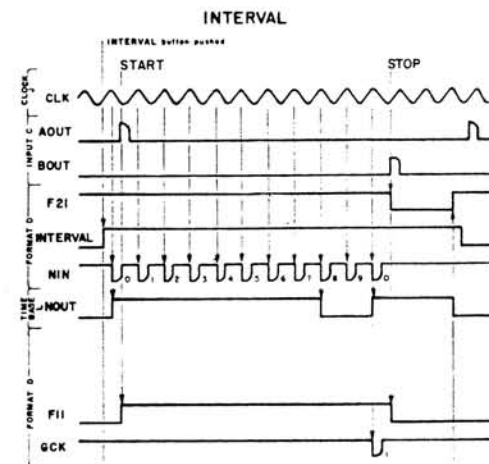 INTERVAL
INTERVAL button pushed
START STOP
CLOCK
CLK
INPUT C
AOUT
BOUT
FORMAT D
F21
INTERVAL
NIN 0 1 2 3 4 5 6 7 8 9 0
TIME BASE
NOUT
FORMAT D
F11
GCK 1